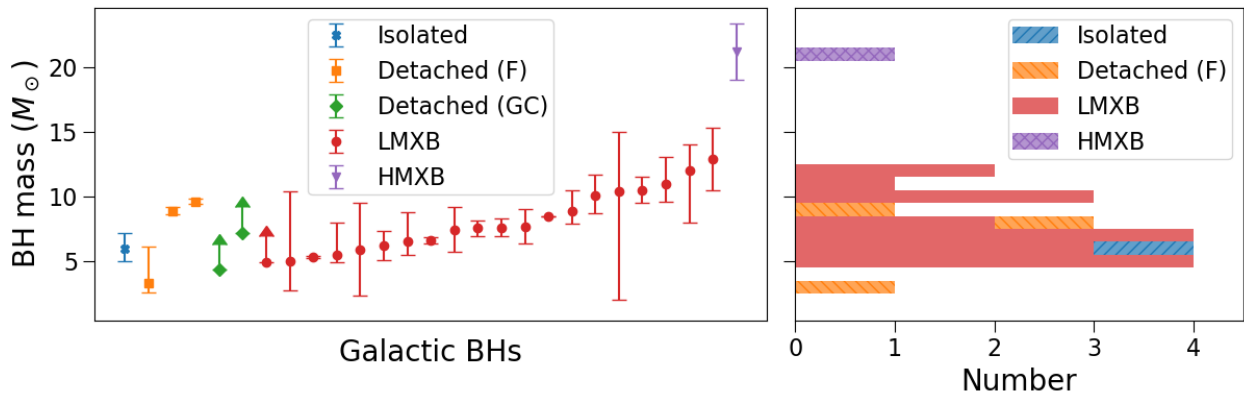 BH mass (M⊙)
20
15
10
5
Isolated
Detached (F)
Detached (GC)
LMXB
HMXB
Galactic BHs
Isolated
Detached (F)
LMXB
HMXB
0 1 2 3 4
Number